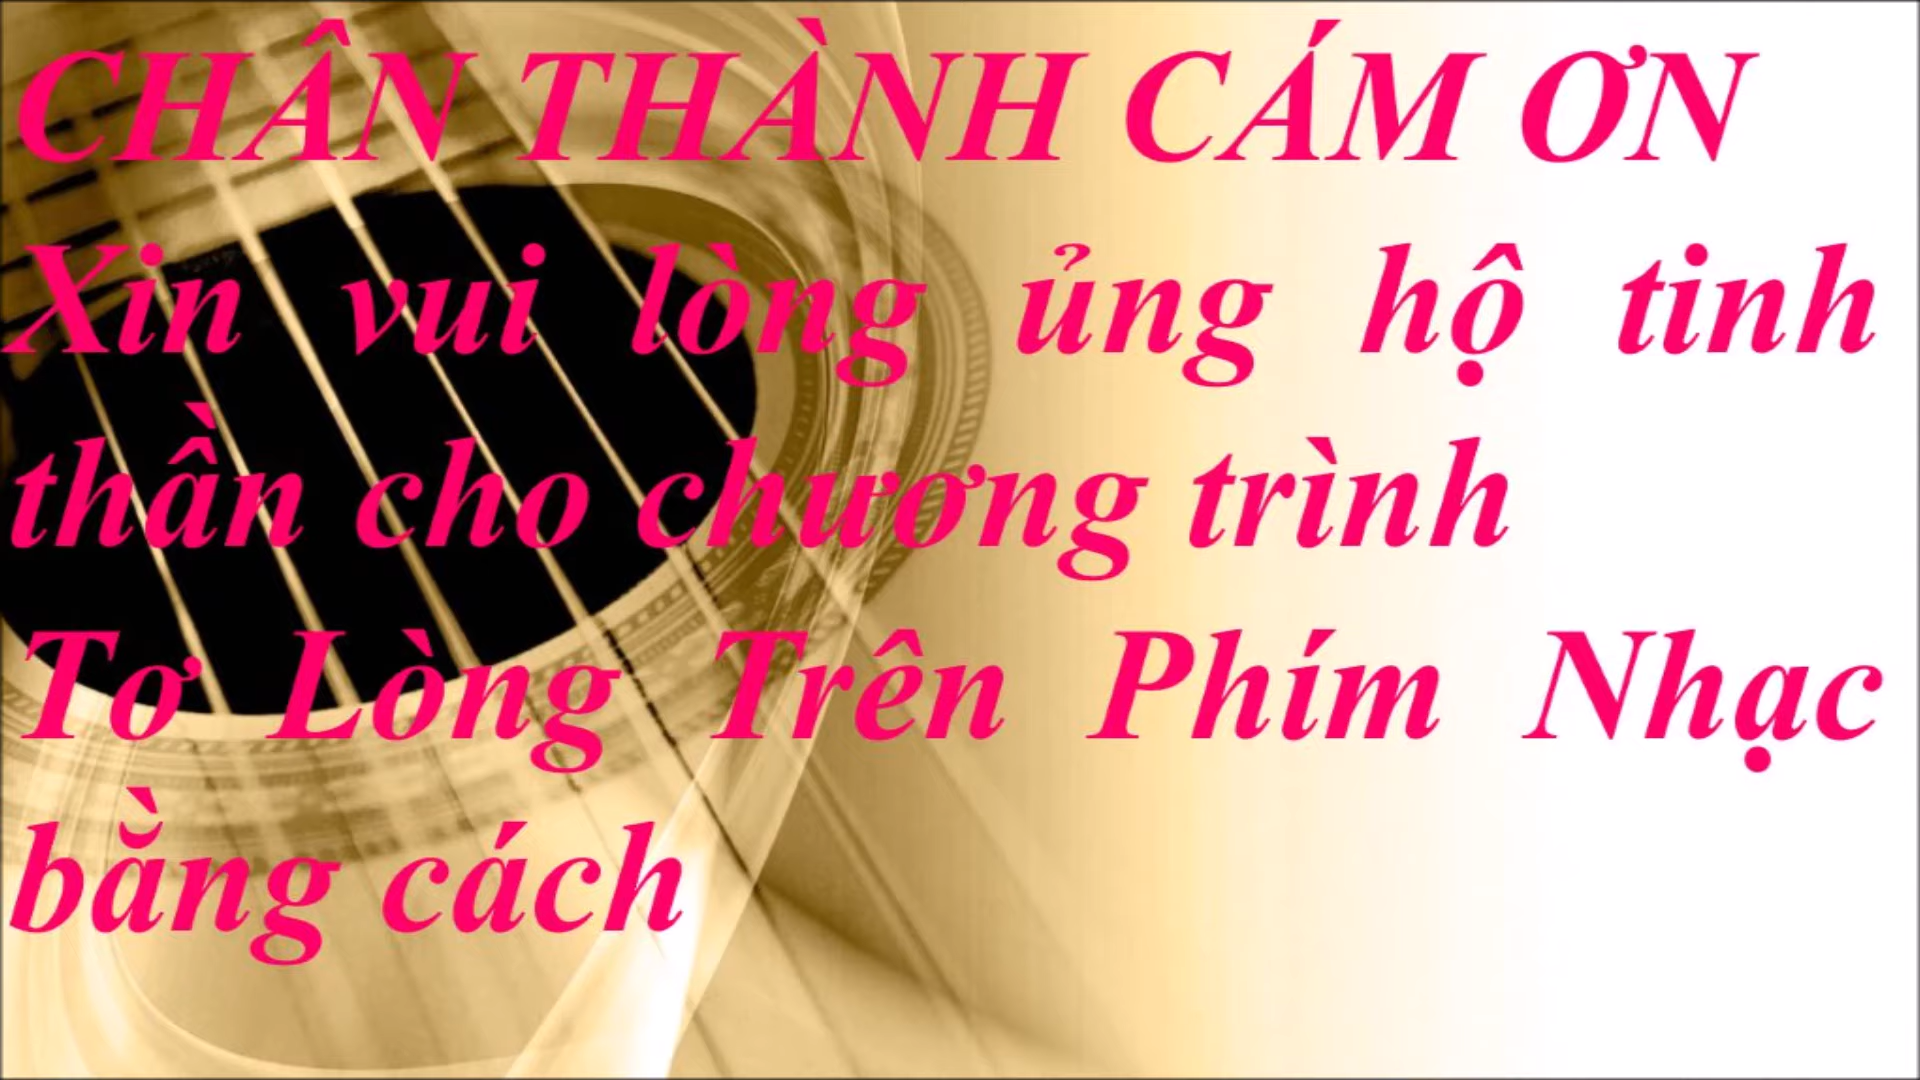 CHÂN THÀNH CÁM ƠN
Xin vui lòng ủng hộ tinh
thần cho chương trình
Tơ Lòng Trên Phím Nhạc
bằng cách